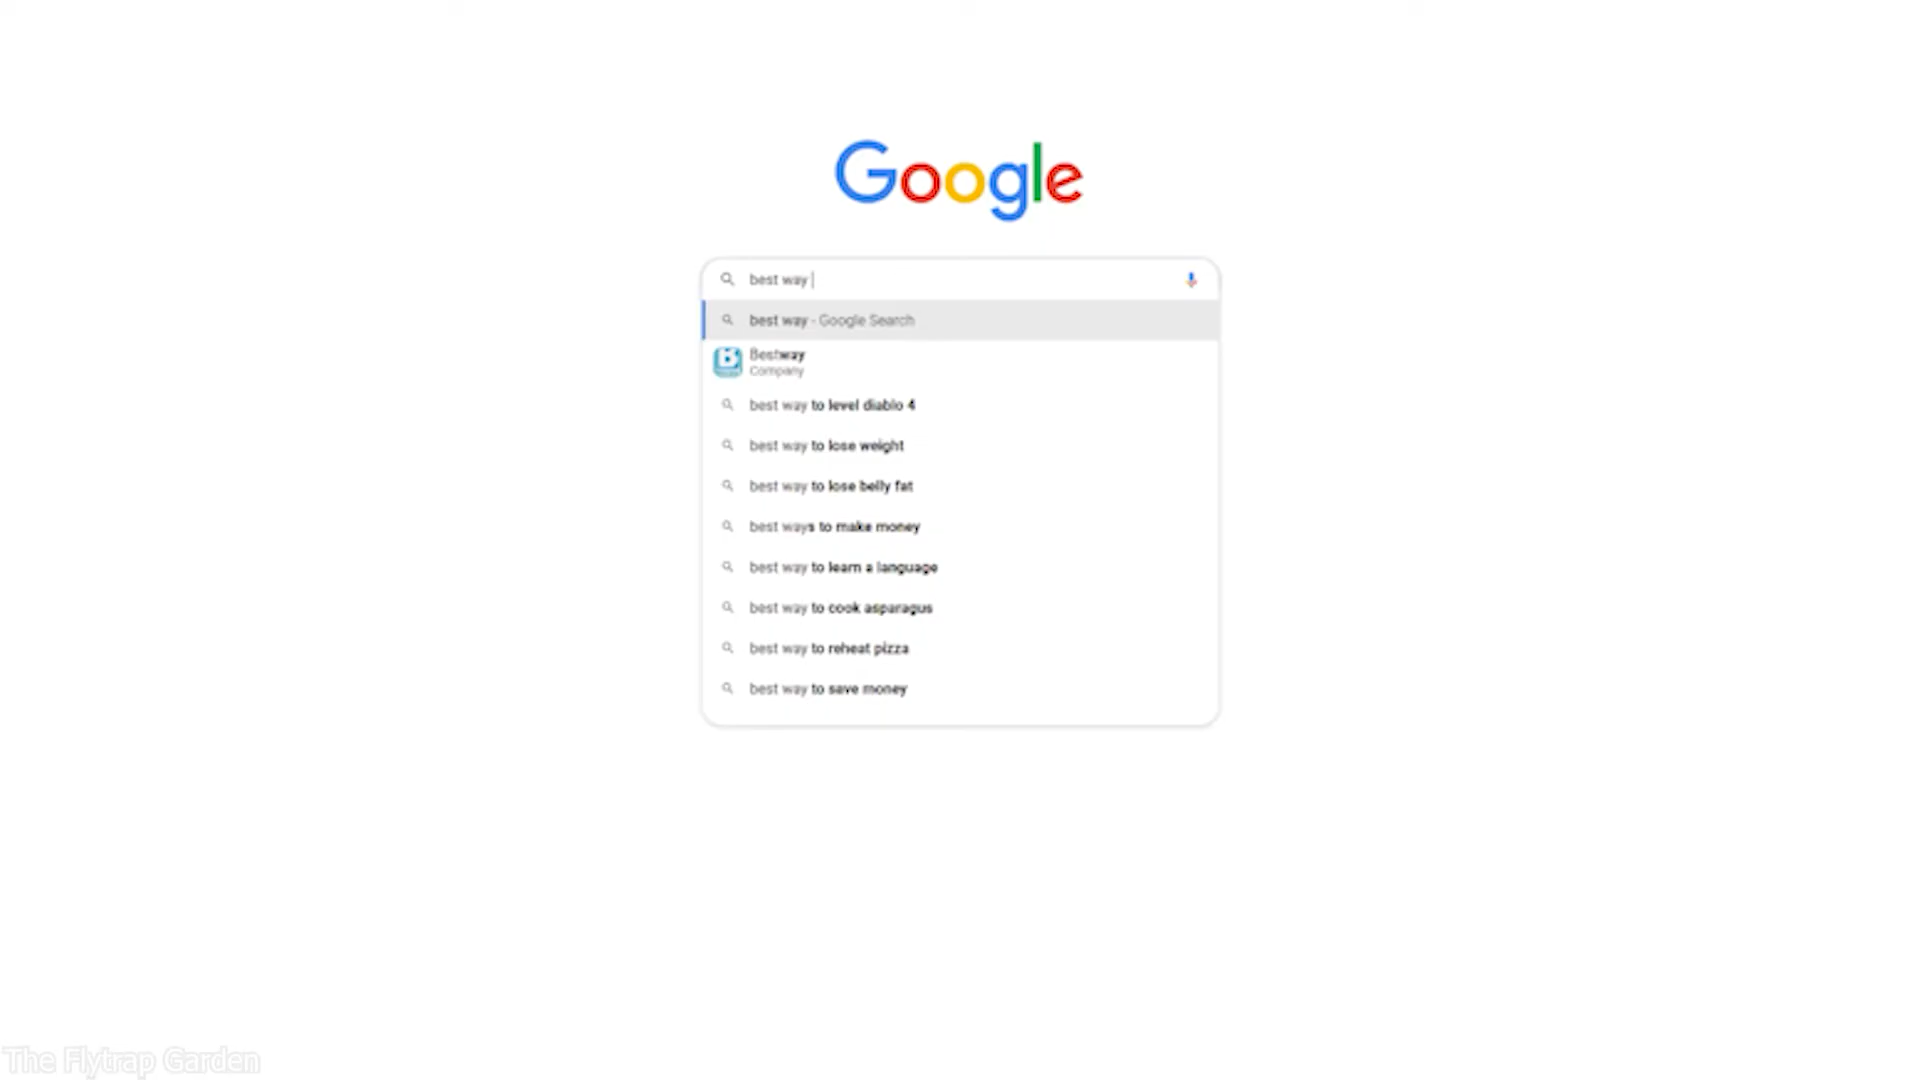 Google
best way
best way - Google Search
Bestway
Company
best way to level diablo 4
best way to lose weight
best way to lose belly fat
best ways to make money
best way to learn a language
best way to cook asparagus
best way to reheat pizza
best way to save money
The Flytrap Garden